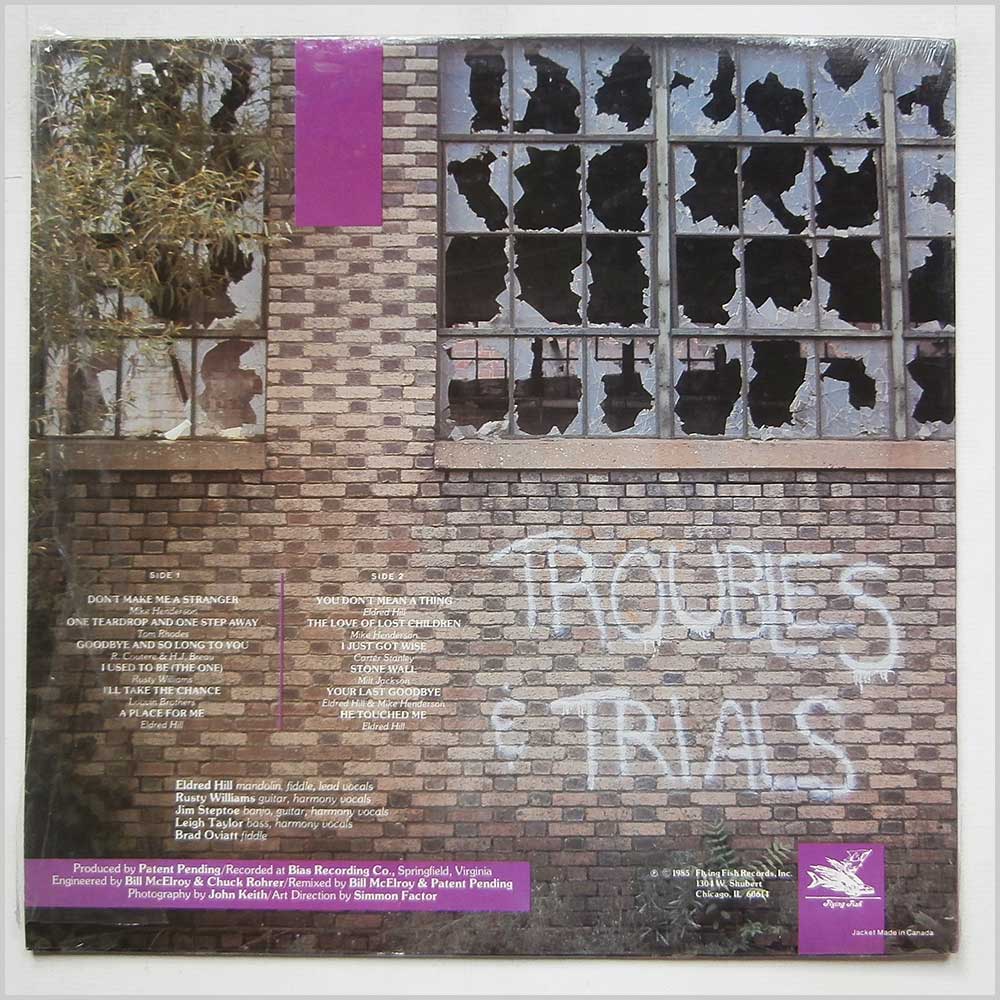 TROUBLES
& TRIALS
SIDE 1
DON'T MAKE ME A STRANGER
Mike Henderson
ONE TEARDROP AND ONE STEP AWAY
Tom Rhodes
GOODBYE AND SO LONG TO YOU
R. Couture & H.J. Breau
I USED TO BE (THE ONE)
Rusty Williams
I'LL TAKE THE CHANCE
Louvin Brothers
A PLACE FOR ME
Eldred Hill
SIDE 2
YOU DON'T MEAN A THING
Eldred Hill
THE LOVE OF LOST CHILDREN
Mike Henderson
I JUST GOT WISE
Carter Stanley
STONE WALL
Milt Jackson
YOUR LAST GOODBYE
Eldred Hill & Mike Henderson
HE TOUCHED ME
Eldred Hill
Eldred Hill mandolin, fiddle, lead vocals
Rusty Williams guitar, harmony vocals
Jim Steptoe banjo, guitar, harmony vocals
Leigh Taylor bass, harmony vocals
Brad Oviatt fiddle
Produced by Patent Pending/Recorded at Bias Recording Co., Springfield, Virginia
Engineered by Bill McElroy & Chuck Rohrer/Remixed by Bill McElroy & Patent Pending
Photography by John Keith/Art Direction by Simmon Factor
℗ © 1985 Flying Fish Records, Inc.
1304 W. Shubert
Chicago, IL 60614
Flying Fish
Jacket Made in Canada